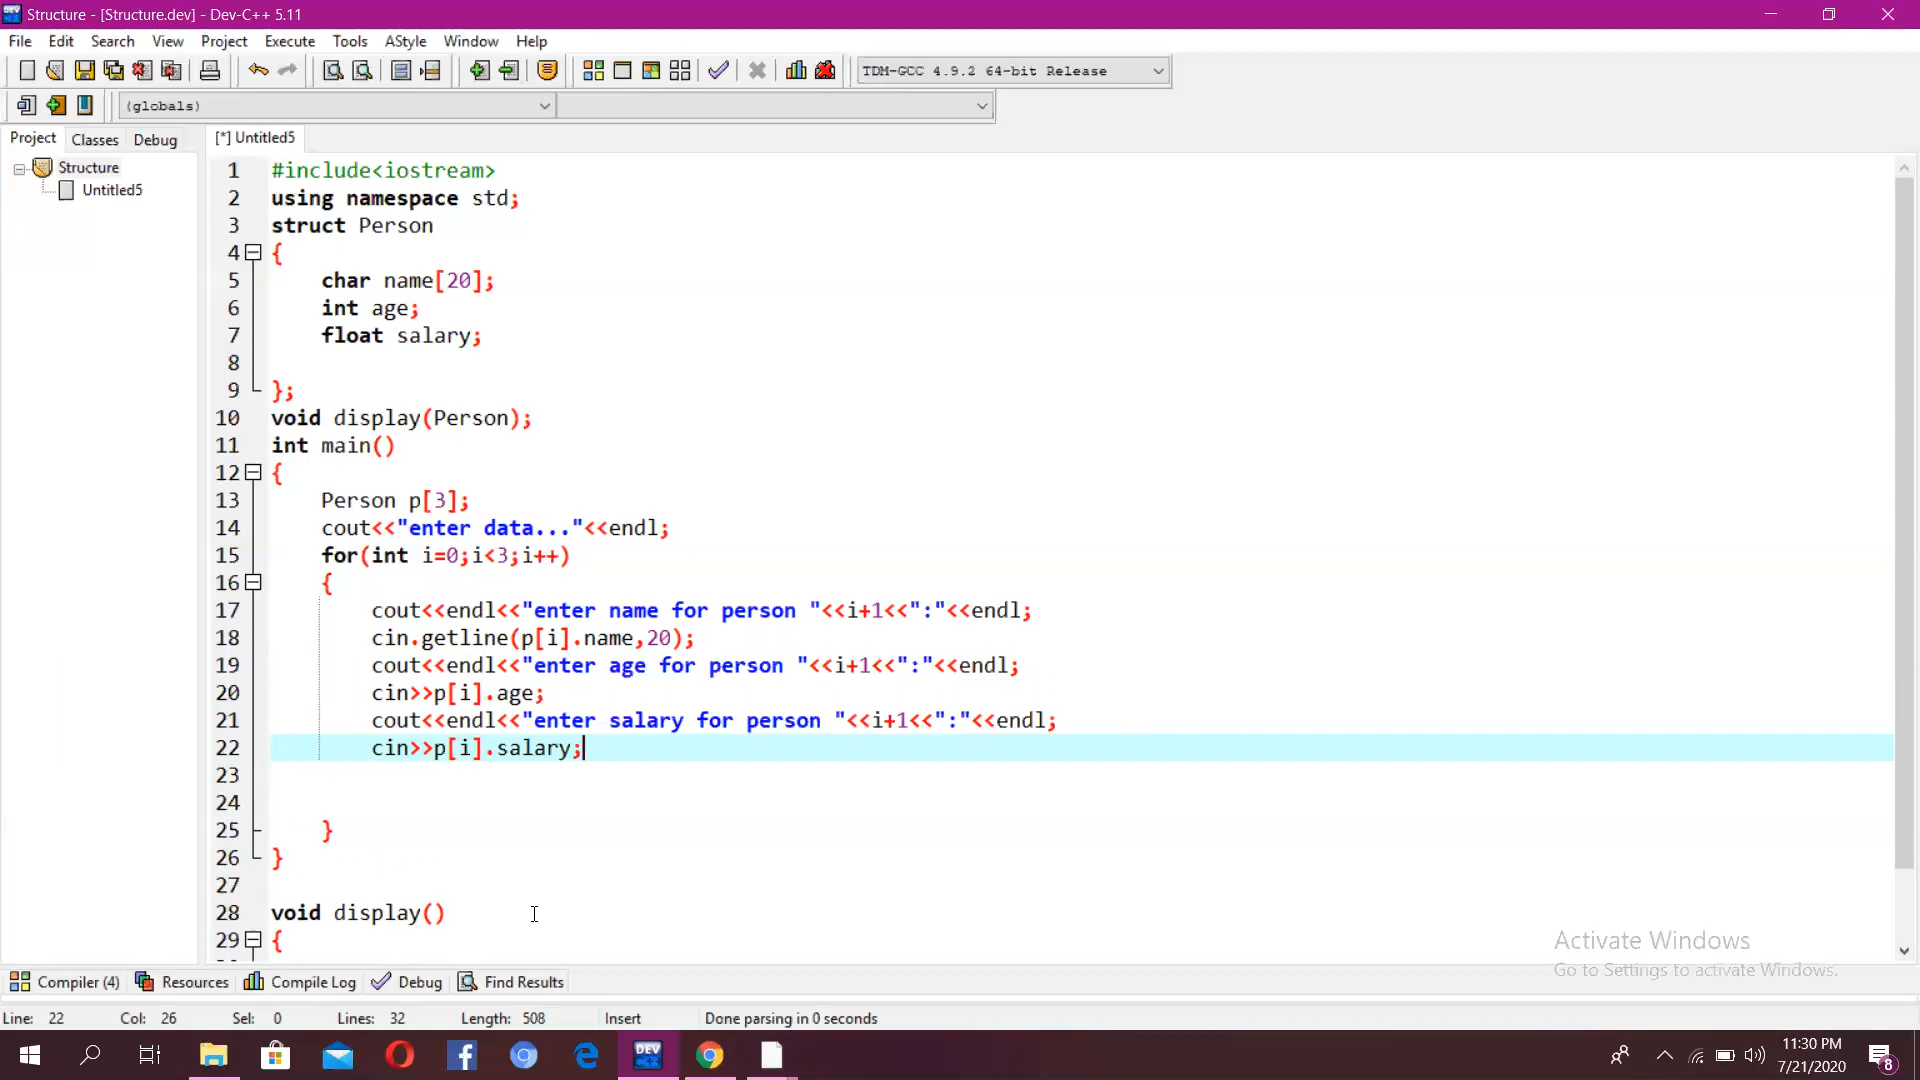 Structure - [Structure.dev] - Dev-C++ 5.11
File Edit Search View Project Execute Tools AStyle Window Help
TDM-GCC 4.9.2 64-bit Release
(globals)
Project Classes Debug [*] Untitled5
Structure
Untitled5
1 #include<iostream>
2 using namespace std;
3 struct Person
4 {
5 char name[20];
6 int age;
7 float salary;
8
9 };
10 void display(Person);
11 int main()
12 {
13 Person p[3];
14 cout<<"enter data..."<<endl;
15 for(int i=0;i<3;i++)
16 {
17 cout<<endl<<"enter name for person "<<i+1<<":"<<endl;
18 cin.getline(p[i].name,20);
19 cout<<endl<<"enter age for person "<<i+1<<":"<<endl;
20 cin>>p[i].age;
21 cout<<endl<<"enter salary for person "<<i+1<<":"<<endl;
22 cin>>p[i].salary;
23
24
25 }
26 }
27
28 void display()
29 {
Activate Windows
Go to Settings to activate Windows.
Compiler (4) Resources Compile Log Debug Find Results
Line: 22 Col: 26 Sel: 0 Lines: 32 Length: 508 Insert Done parsing in 0 seconds
DEV
11:30 PM
7/21/2020
8